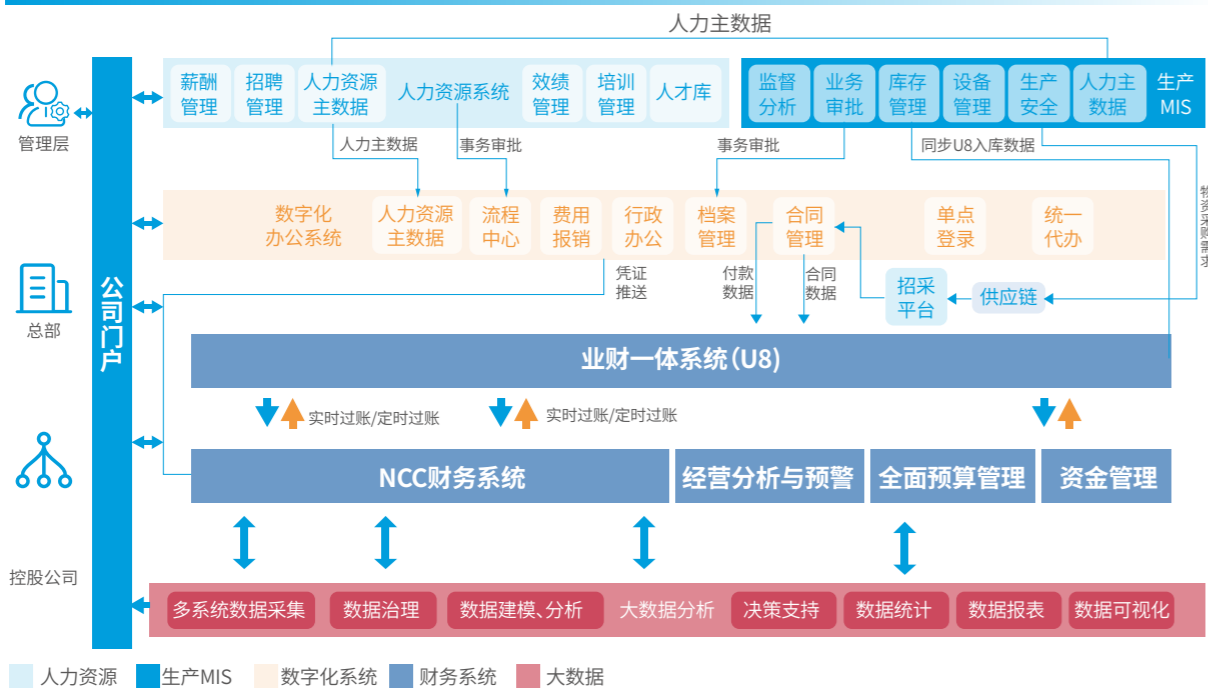 人力主数据
管理层
总部
控股公司
公司门户
薪酬
管理
招聘
管理
人力资源
主数据
人力资源系统
效绩
管理
培训
管理
人才库
监督
分析
业务
审批
库存
管理
设备
管理
生产
安全
人力主
数据
生产
MIS
人力主数据
事务审批
事务审批
同步U8入库数据
物资采购需求
数字化
办公系统
人力资源
主数据
流程
中心
费用
报销
行政
办公
档案
管理
合同
管理
单点
登录
统一
代办
凭证
推送
付款
数据
合同
数据
招采
平台
供应链
业财一体系统(U8)
实时过账/定时过账
实时过账/定时过账
NCC财务系统
经营分析与预警
全面预算管理
资金管理
多系统数据采集
数据治理
数据建模、分析
大数据分析
决策支持
数据统计
数据报表
数据可视化
人力资源
生产MIS
数字化系统
财务系统
大数据